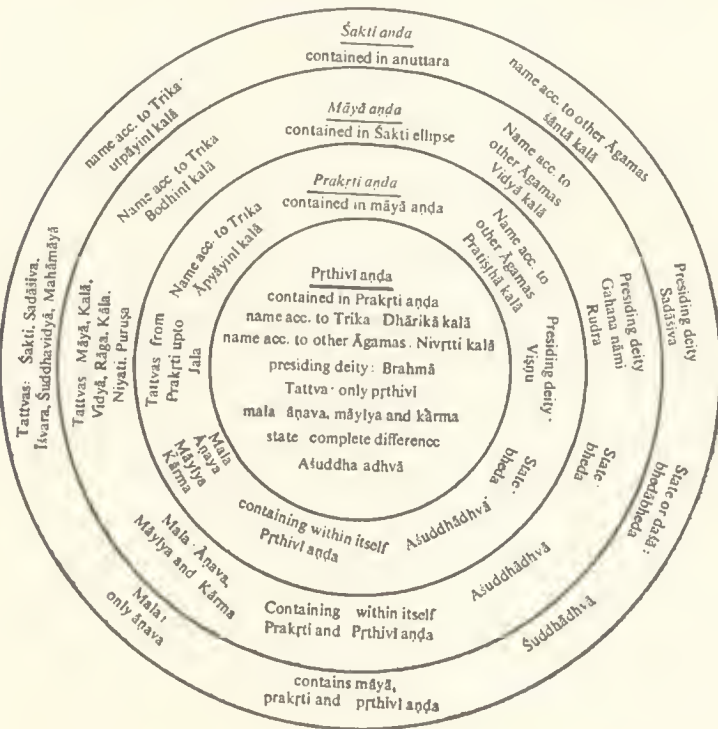 Śakti anda
contained in anuttara
name acc. to Trika
utpāyinī kalā
name acc. to other Āgamas
śāntā kalā
Tattvas: Śakti, Sadāśiva,
Īśvara, Śuddhavidyā, Mahāmāyā
Presiding deity
Sadāśiva
State or daśā:
bhedābheda
Mala:
only āṇava
Śuddhādhvā
contains māyā,
prakṛti and pṛthivī aṇḍa
Māyā aṇḍa
contained in Śakti ellipse
Name acc. to Trika
Bodhinī kalā
Name acc. to
other Āgamas
Vidyā kalā
Tattvas Māyā, Kalā,
Vidyā, Rāga, Kāla,
Niyati, Puruṣa
Presiding deity
Gahana nāmi
Rudra
State
bheda
Mala: Āṇava,
Māyīya and Kārma
Aśuddhādhvā
Containing within itself
Prakṛti and Pṛthivī aṇḍa
Prakṛti anda
contained in māyā aṇḍa
Name acc. to Trika
Āpyāyinī kalā
Name acc. to
other Āgamas
Pratiṣṭhā kalā
Tattvas from
Prakṛti upto
Jala
Presiding deity
Viṣṇu
State
bheda
Mala
Āṇava
Māyīya
Kārma
Aśuddhādhvā
containing within itself
Pṛthivī aṇḍa
Pṛthivī aṇḍa
contained in Prakṛti anda
name acc. to Trika Dhārikā kalā
name acc. to other Āgamas. Nivṛtti kalā
presiding deity: Brahmā
Tattva · only pṛthivī
mala āṇava, māyīya and kārma
state complete difference
Aśuddha adhvā